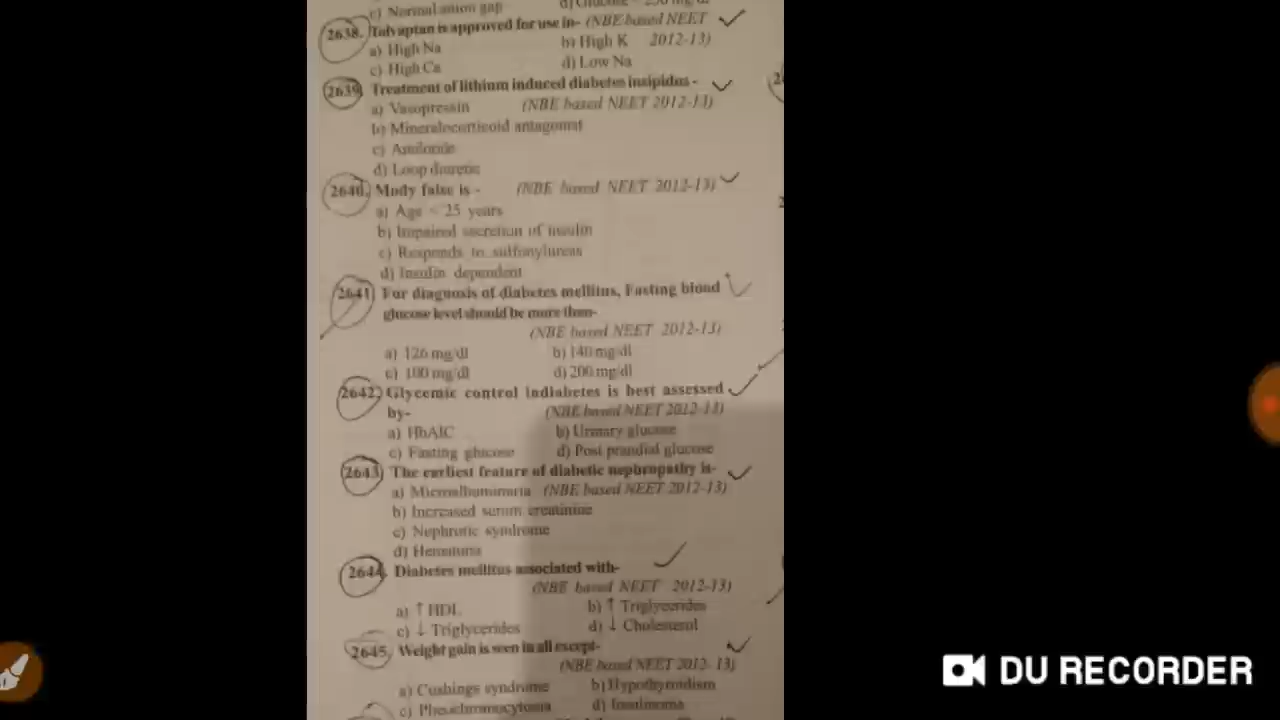 c) Normal anion gap
2638. Tolvaptan is approved for use in- (NBE based NEET
a) High Na b) High K 2012-13)
c) High Ca d) Low Na
2639. Treatment of lithium induced diabetes insipidus -
a) Vasopressin (NBE based NEET 2012-13)
b) Mineralocorticoid antagonist
c) Amiloride
d) Loop diuretic
2640. Mody false is - (NBE based NEET 2012-13)
a) Age < 25 years
b) Impaired secretion of insulin
c) Responds to sulfonylureas
d) Insulin dependent
2641. For diagnosis of diabetes mellitus, Fasting blood
glucose level should be more then-
(NBE based NEET 2012-13)
a) 126 mg/dl b) 140 mg/dl
c) 100 mg/dl d) 200 mg/dl
2642. Glycemic control indiabetes is best assessed
by- (NBE based NEET 2012-13)
a) HbAIC b) Urinary glucose
c) Fasting glucose d) Post prandial glucose
2643. The earliest feature of diabetic nephropathy is-
a) Microalbuminuria (NBE based NEET 2012-13)
b) Increased serum creatinine
c) Nephrotic syndrome
d) Hematuria
2644. Diabetes mellitus associated with-
(NBE based NEET 2012-13)
a) ↑ HDL b) ↑ Triglycerides
c) ↓ Triglycerides d) ↓ Cholesterol
2645. Weight gain is seen in all except-
(NBE based NEET 2012- 13)
a) Cushings syndrome b) Hypothyroidism
c) Pheochromocytoma d) Insulinoma
DU RECORDER